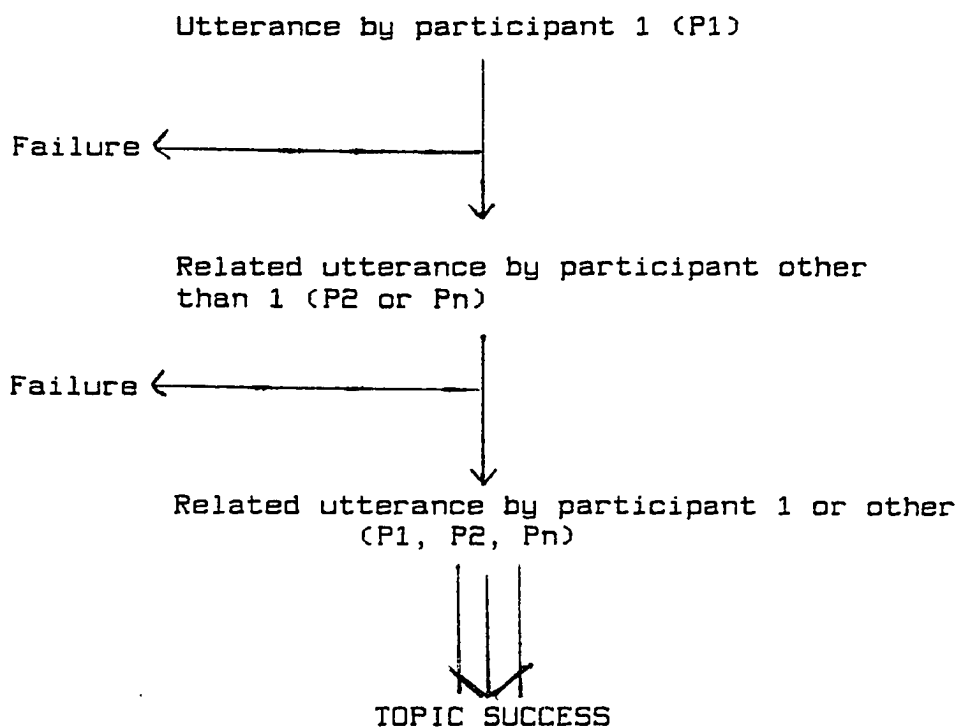 Utterance by participant 1 (P1)
Failure
Related utterance by participant other
than 1 (P2 or Pn)
Failure
Related utterance by participant 1 or other
(P1, P2, Pn)
TOPIC SUCCESS